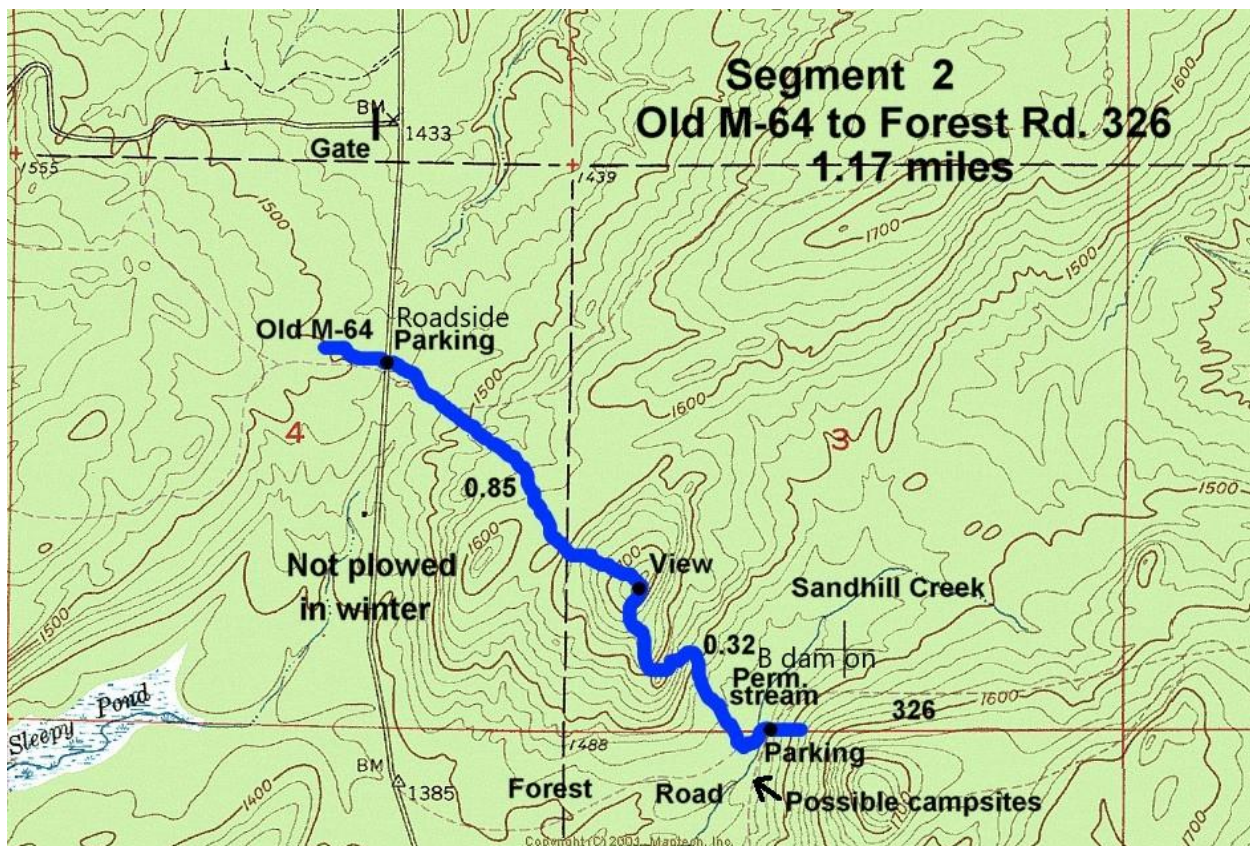 Segment 2
Old M-64 to Forest Rd. 326
1.17 miles
1600
BM
1433
Gate
1555
1439
1500
1700
1500
Old M-64
Roadside
Parking
1500
1600
4
3
0.85
1500
1600
Not plowed
in winter
View
Sandhill Creek
0.32
B dam on
Perm.
stream
1600
326
1500
Sleepy Pond
1488
Parking
BM
1385
1400
Forest
Road
Possible campsites
1700
1700
Copyright (C) 2001, Maptech, Inc.